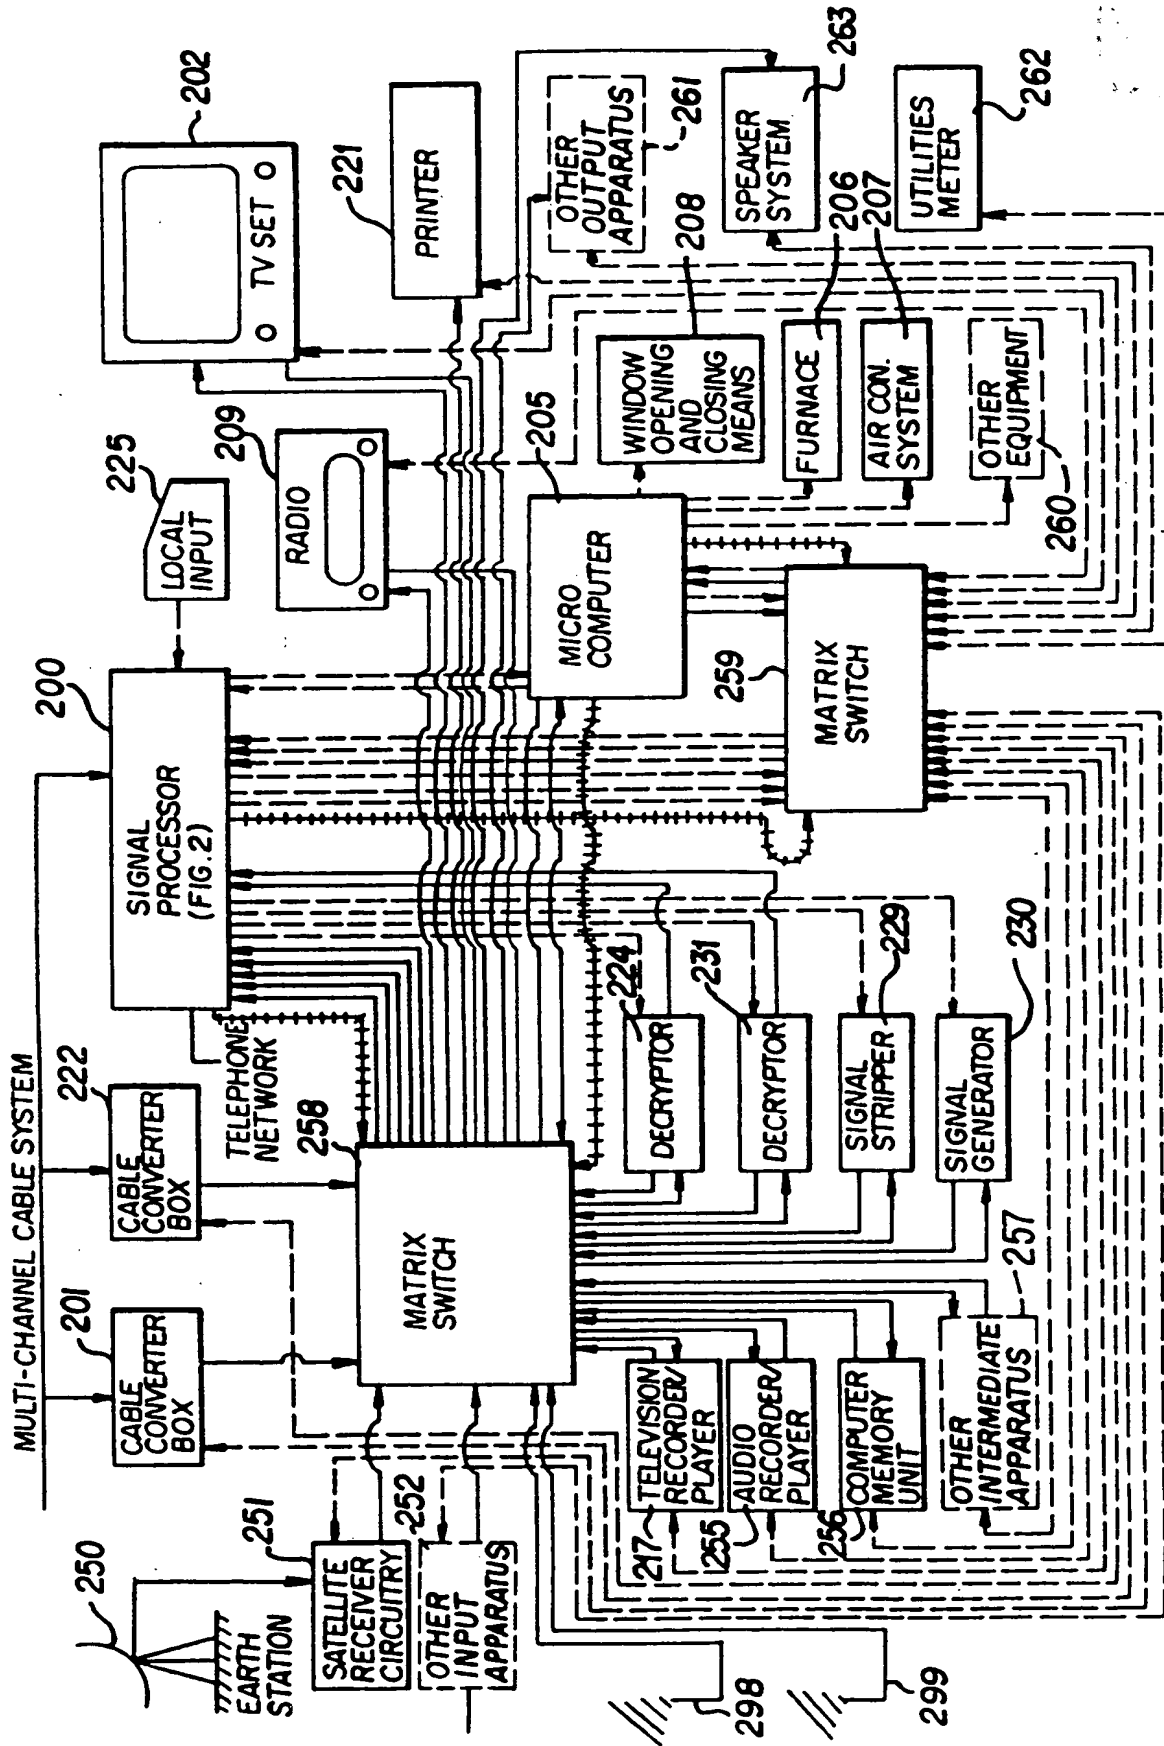 MULTI-CHANNEL CABLE SYSTEM
250
EARTH
STATION
251
SATELLITE
RECEIVER
CIRCUITRY
252
OTHER
INPUT
APPARATUS
298
299
201
CABLE
CONVERTER
BOX
222
CABLE
CONVERTER
BOX
TELEPHONE
NETWORK
258
MATRIX
SWITCH
200
SIGNAL
PROCESSOR
(FIG.2)
225
LOCAL
INPUT
209
RADIO
202
TV SET
221
PRINTER
OTHER
OUTPUT
APPARATUS
261
SPEAKER
SYSTEM
263
UTILITIES
METER
262
205
MICRO
COMPUTER
WINDOW
OPENING
AND
CLOSING
MEANS
208
FURNACE
206
AIR CON.
SYSTEM
207
OTHER
EQUIPMENT
260
259
MATRIX
SWITCH
224
DECRYPTOR
231
DECRYPTOR
SIGNAL
STRIPPER
229
SIGNAL
GENERATOR
230
TELEVISION
RECORDER/
PLAYER
217
AUDIO
RECORDER/
PLAYER
255
COMPUTER
MEMORY
UNIT
256
OTHER
INTERMEDIATE
APPARATUS
257